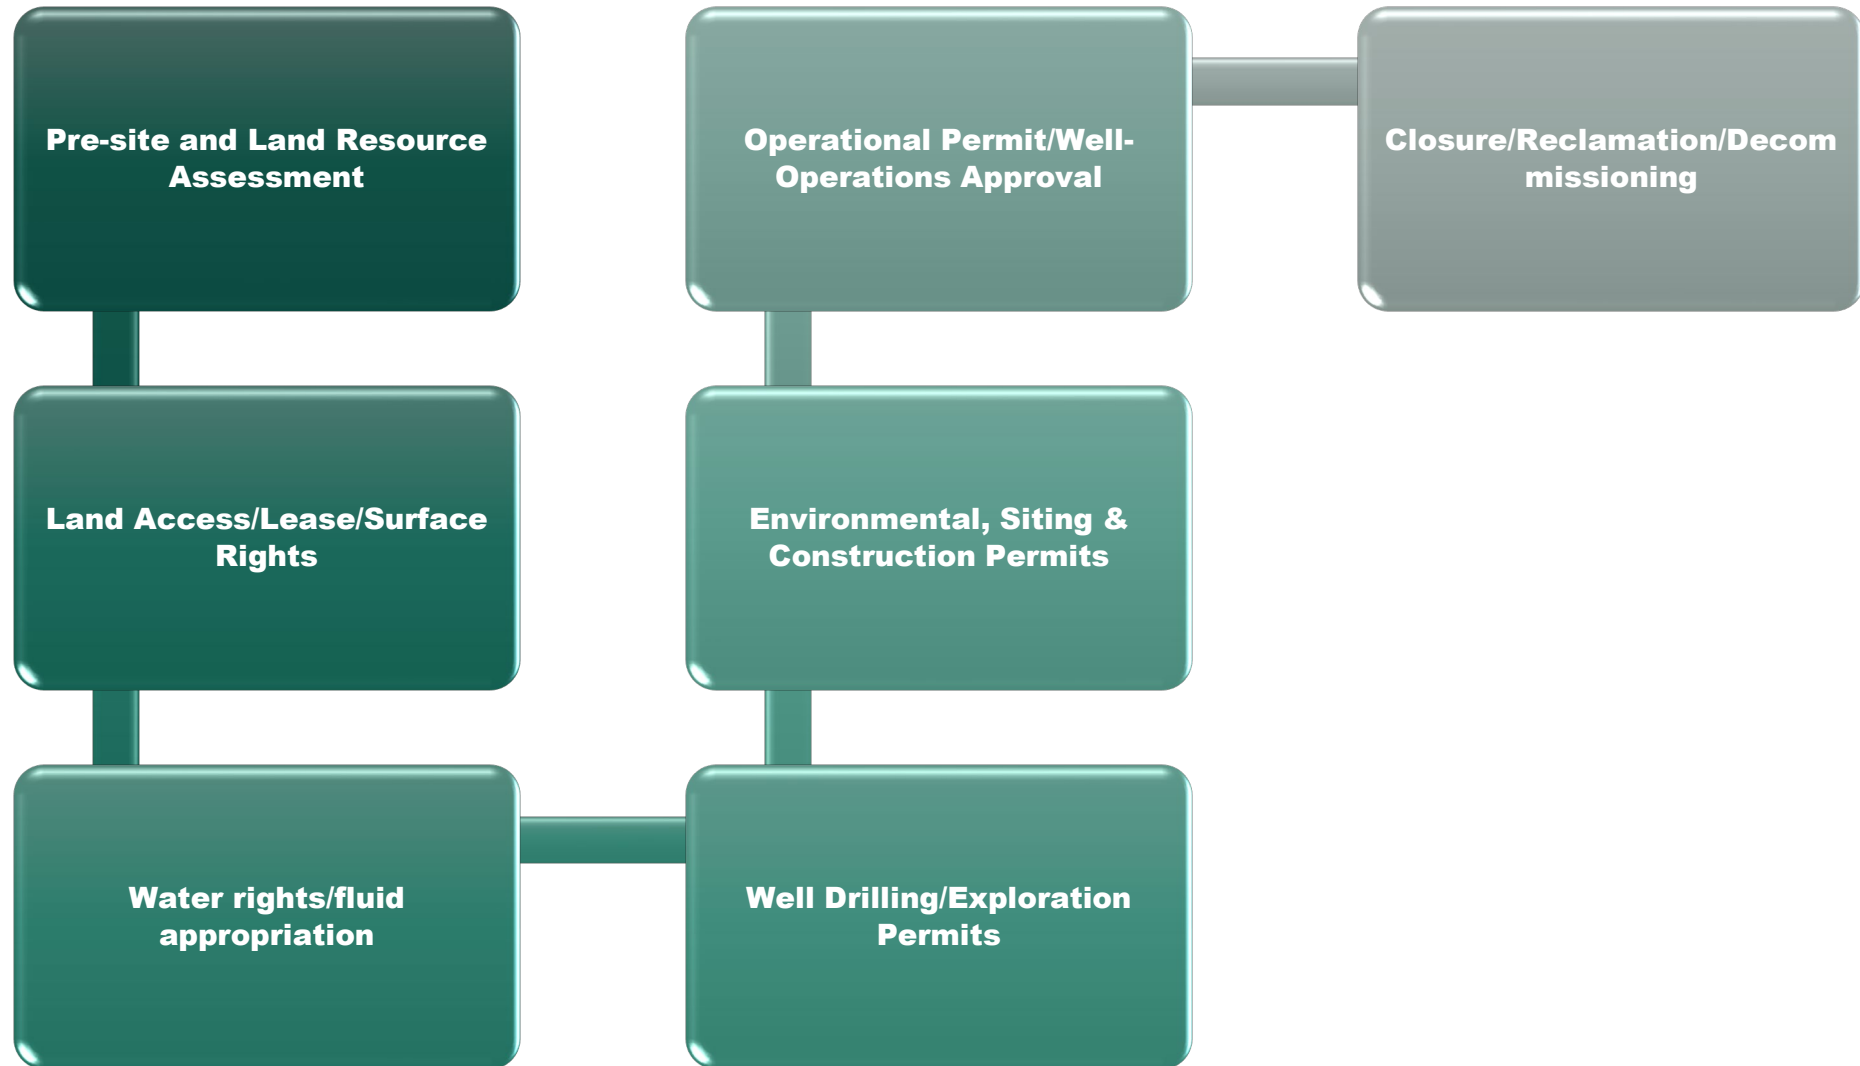 Pre-site and Land Resource
Assessment
Land Access/Lease/Surface
Rights
Water rights/fluid
appropriation
Well Drilling/Exploration
Permits
Environmental, Siting &
Construction Permits
Operational Permit/Well-
Operations Approval
Closure/Reclamation/Decom
missioning